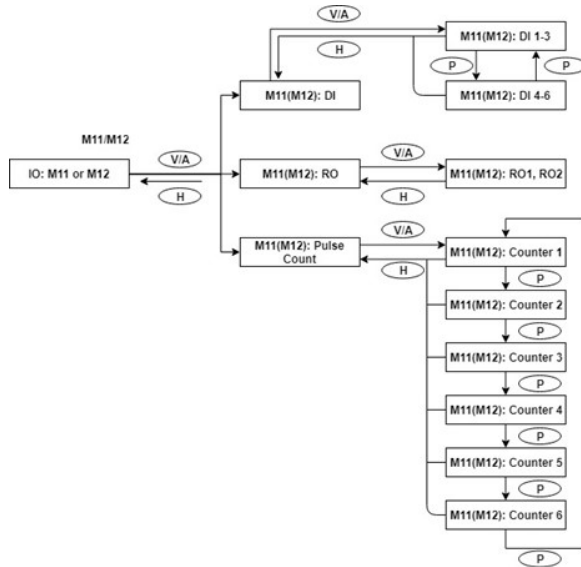 V/A
M11(M12): DI 1-3
H
P
P
M11(M12): DI
M11(M12): DI 4-6
M11/M12
V/A
V/A
IO: M11 or M12
M11(M12): RO
M11(M12): RO1, RO2
H
H
V/A
M11(M12): Pulse
Count
M11(M12): Counter 1
H
P
M11(M12): Counter 2
P
M11(M12): Counter 3
P
M11(M12): Counter 4
P
M11(M12): Counter 5
P
M11(M12): Counter 6
P